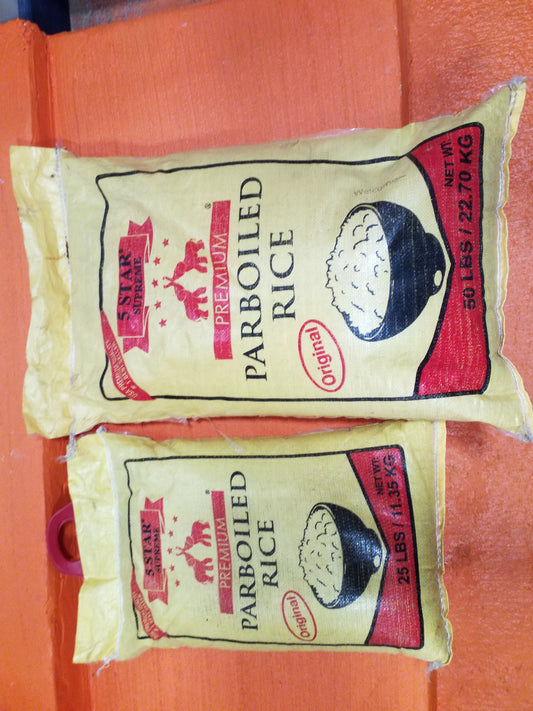 5 STAR
SUPREME
PREMIUM ®
PARBOILED
RICE
Original
Welcome
NET WT:
50 LBS / 22.70 KG
5 STAR
SUPREME
PREMIUM ®
PARBOILED
RICE
Original
NET WT:
25 LBS / 11.35 KG